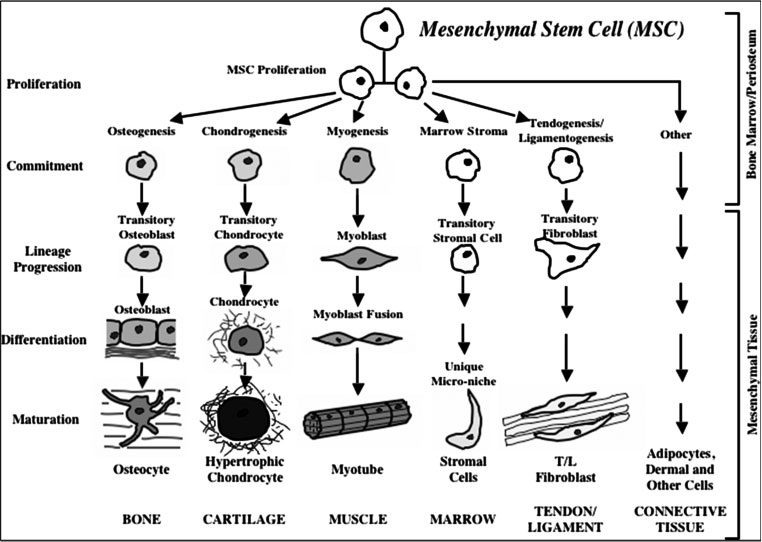 Mesenchymal Stem Cell (MSC)
Proliferation
MSC Proliferation
Osteogenesis
Chondrogenesis
Myogenesis
Marrow Stroma
Tendogenesis/
Ligamentogenesis
Other
Bone Marrow/Periosteum
Commitment
Transitory
Osteoblast
Transitory
Chondrocyte
Myoblast
Transitory
Stromal Cell
Transitory
Fibroblast
Lineage
Progression
Osteoblast
Chondrocyte
Myoblast Fusion
Differentiation
Unique
Micro-niche
Mesenchymal Tissue
Maturation
Osteocyte
Hypertrophic
Chondrocyte
Myotube
Stromal
Cells
T/L
Fibroblast
Adipocytes,
Dermal and
Other Cells
BONE
CARTILAGE
MUSCLE
MARROW
TENDON/
LIGAMENT
CONNECTIVE
TISSUE